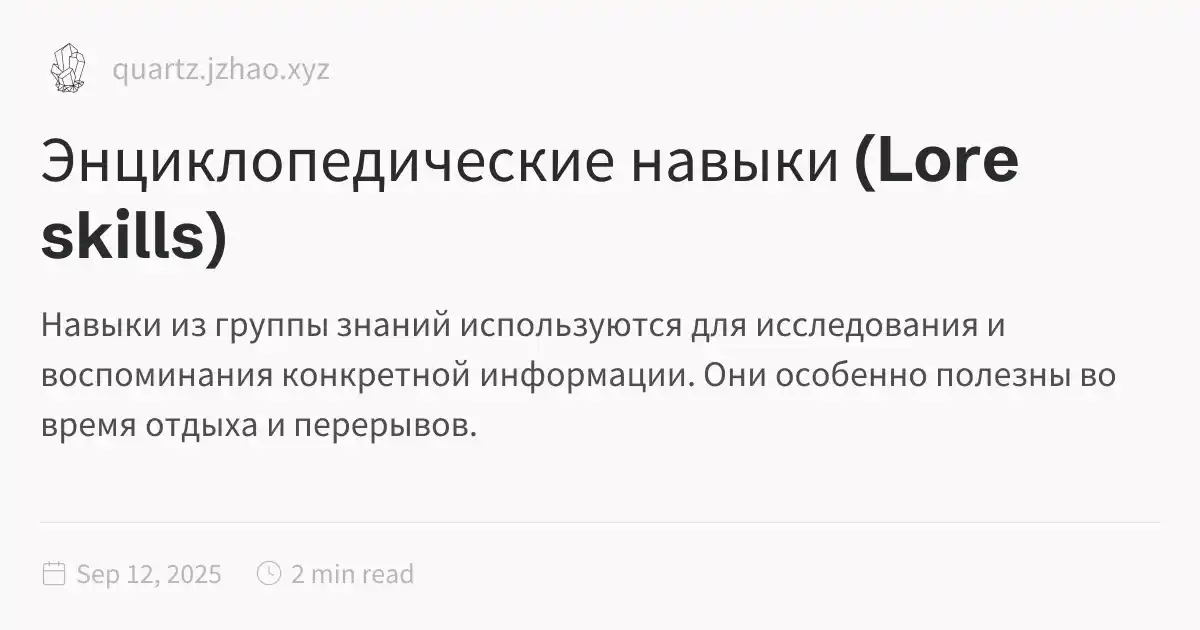 quartz.jzhao.xyz
Энциклопедические навыки (Lore
skills)
Навыки из группы знаний используются для исследования и
воспоминания конкретной информации. Они особенно полезны во
время отдыха и перерывов.
Sep 12, 2025 2 min read